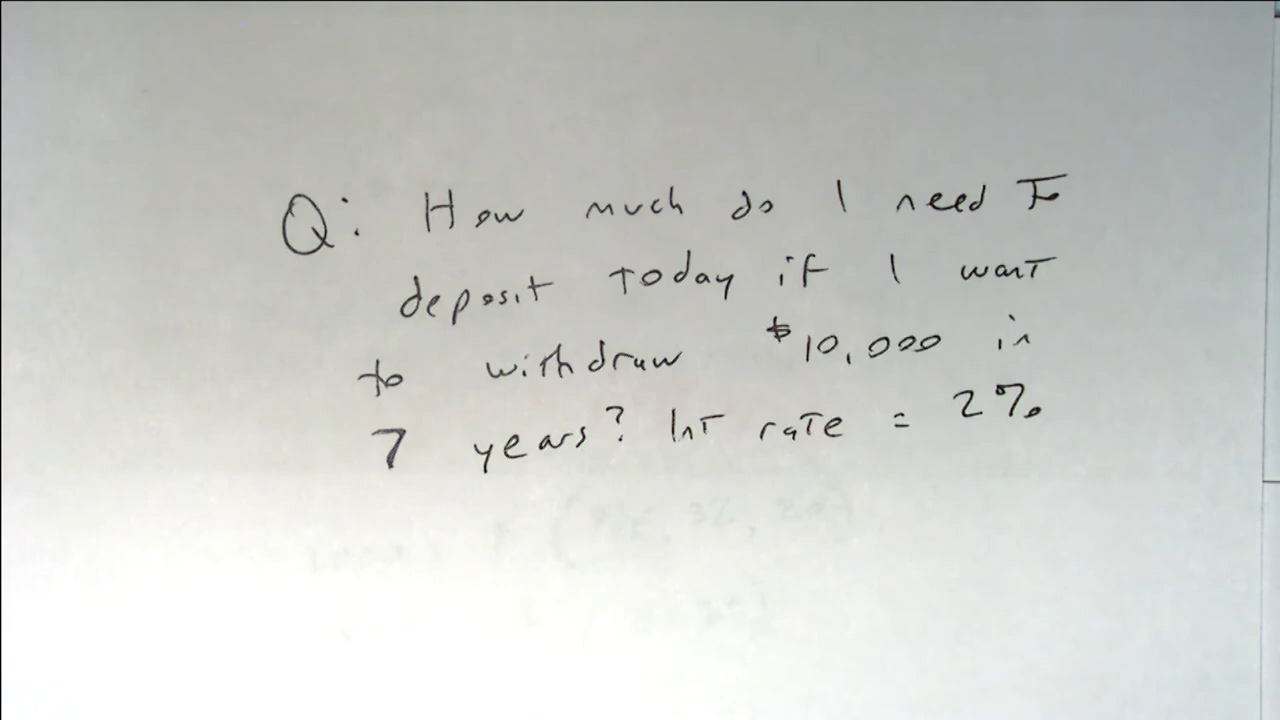 Q: How much do I need to
deposit today if I want
to withdraw $10,000 in
7 years? Int rate = 2%